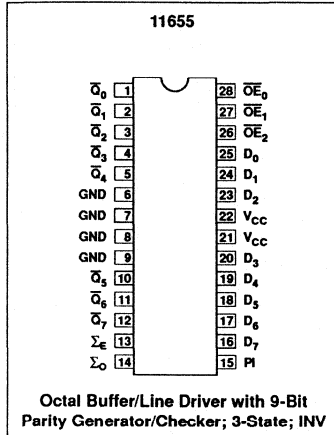 11655
Q̅0 1 28 O̅E̅0
Q̅1 2 27 O̅E̅1
Q̅2 3 26 O̅E̅2
Q̅3 4 25 D0
Q̅4 5 24 D1
GND 6 23 D2
GND 7 22 VCC
GND 8 21 VCC
GND 9 20 D3
Q̅5 10 19 D4
Q̅6 11 18 D5
Q̅7 12 17 D6
ΣE 13 16 D7
ΣO 14 15 PI
Octal Buffer/Line Driver with 9-Bit
Parity Generator/Checker; 3-State; INV